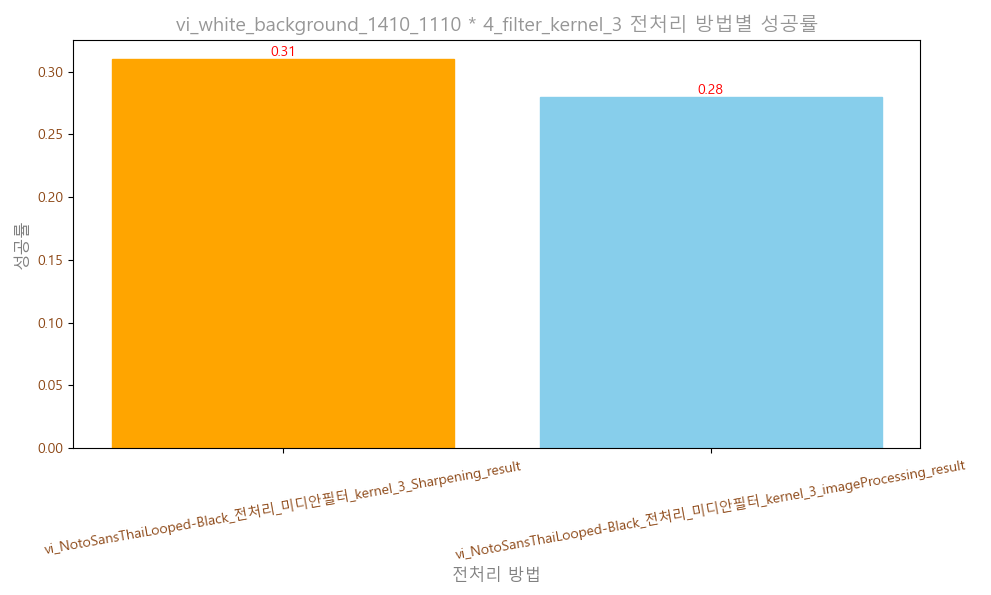 vi_white_background_1410_1110 * 4_filter_kernel_3 전처리 방법별 성공률
0.31
0.28
0.30
0.25
0.20
0.15
0.10
0.05
0.00
성공률
vi_NotoSansThaiLooped-Black_전처리_미디안필터_kernel_3_Sharpening_result
vi_NotoSansThaiLooped-Black_전처리_미디안필터_kernel_3_imageProcessing_result
전처리 방법